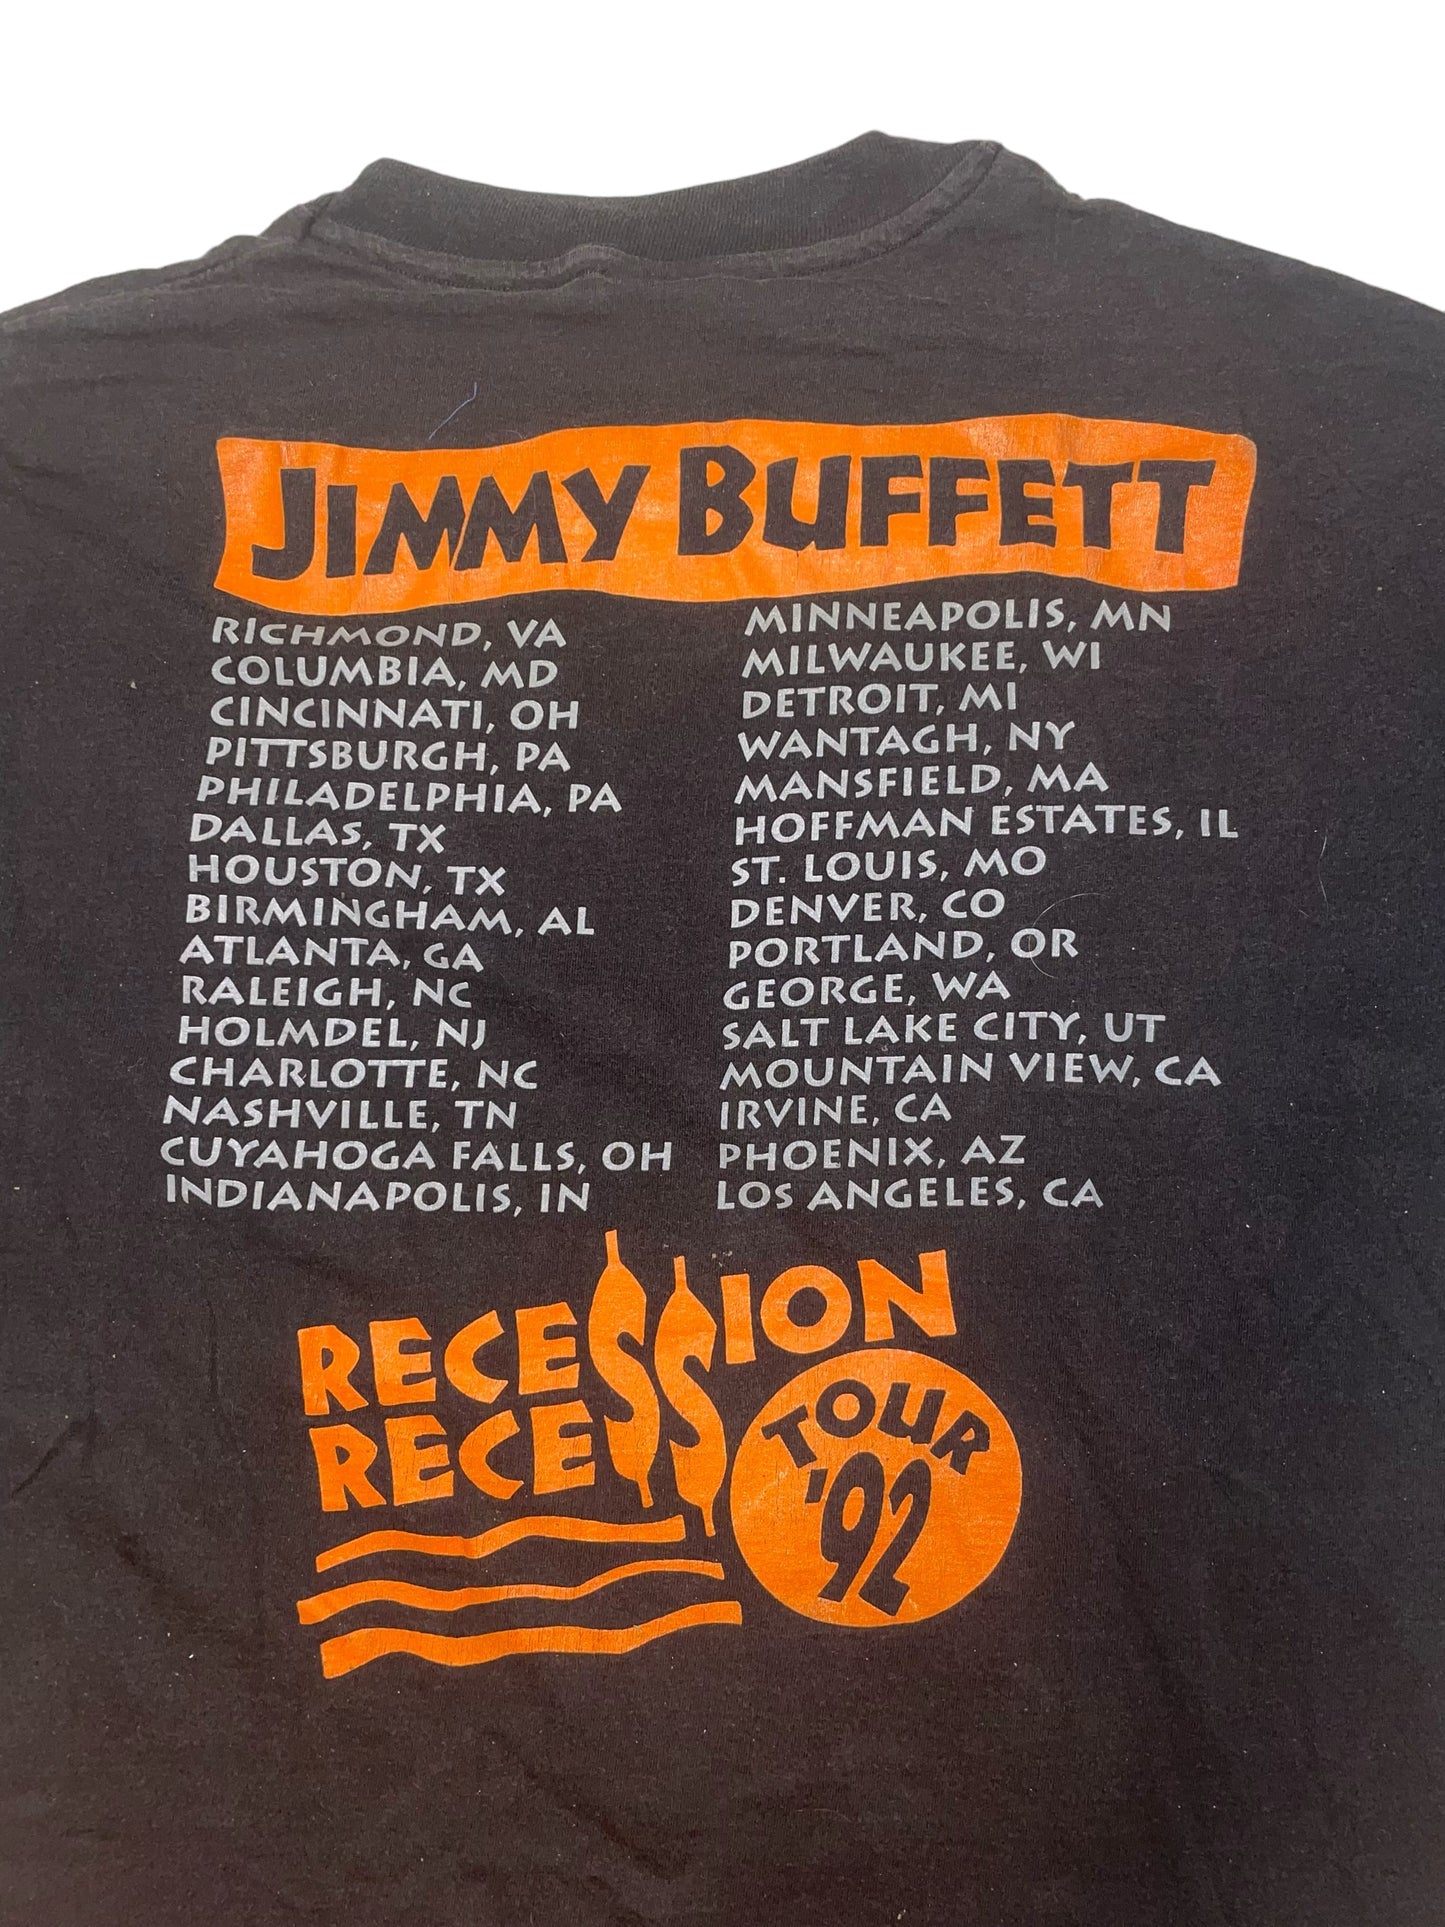 JIMMY BUFFETT
RICHMOND, VA
COLUMBIA, MD
CINCINNATI, OH
PITTSBURGH, PA
PHILADELPHIA, PA
DALLAS, TX
HOUSTON, TX
BIRMINGHAM, AL
ATLANTA, GA
RALEIGH, NC
HOLMDEL, NJ
CHARLOTTE, NC
NASHVILLE, TN
CUYAHOGA FALLS, OH
INDIANAPOLIS, IN
MINNEAPOLIS, MN
MILWAUKEE, WI
DETROIT, MI
WANTAGH, NY
MANSFIELD, MA
HOFFMAN ESTATES, IL
ST. LOUIS, MO
DENVER, CO
PORTLAND, OR
GEORGE, WA
SALT LAKE CITY, UT
MOUNTAIN VIEW, CA
IRVINE, CA
PHOENIX, AZ
LOS ANGELES, CA
RECESSION
RECESS
TOUR
'92